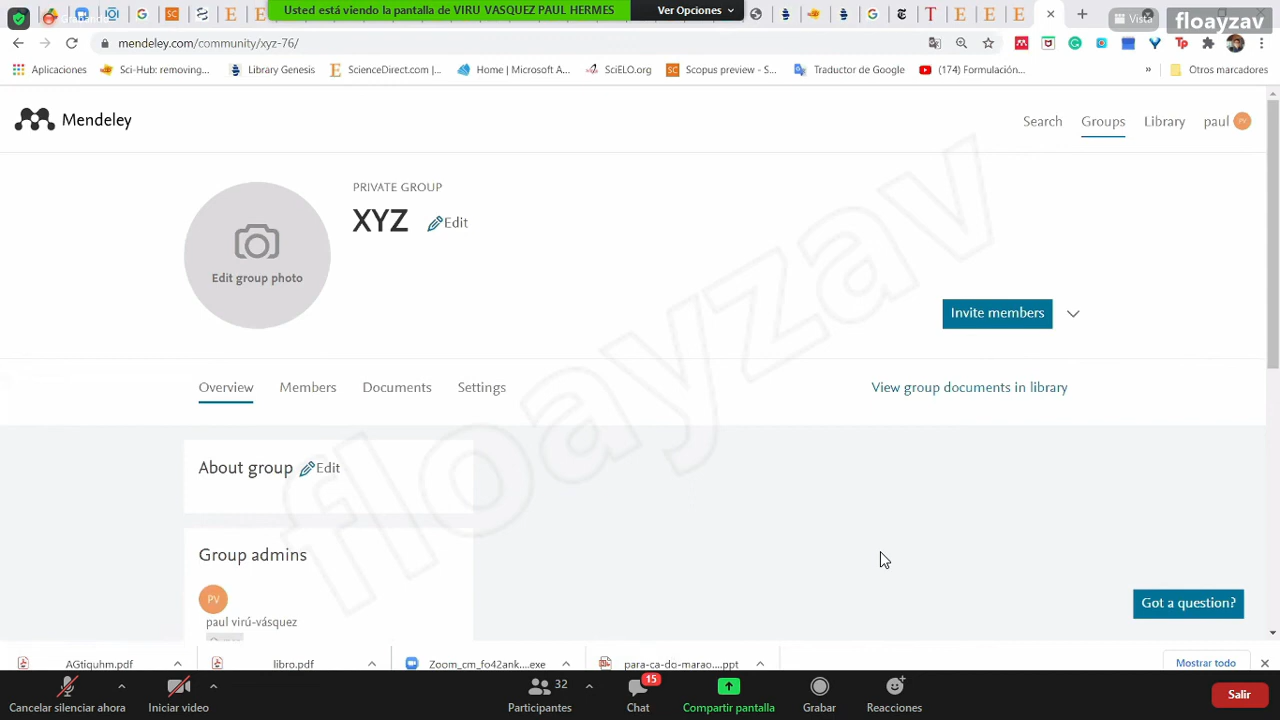 Usted está viendo la pantalla de VIRU VASQUEZ PAUL HERMES
Ver Opciones
Vista
floayzav
mendeley.com/community/xyz-76/
Aplicaciones
Sci-Hub: removing...
Library Genesis
ScienceDirect.com |...
Home | Microsoft A...
SciELO.org
Scopus preview - S...
Traductor de Google
(174) Formulación...
»
Otros marcadores
Mendeley
Search
Groups
Library
paul
PRIVATE GROUP
XYZ
Edit
Edit group photo
Invite members
Overview
Members
Documents
Settings
View group documents in library
About group
Edit
Group admins
PV
paul virú-vásquez
floayzav
Got a question?
AGtiquhm.pdf
libro.pdf
Zoom_cm_fo42ank....exe
para-ca-do-marao....ppt
Mostrar todo
32
15
Cancelar silenciar ahora
Iniciar video
Participantes
Chat
Compartir pantalla
Grabar
Reacciones
Salir